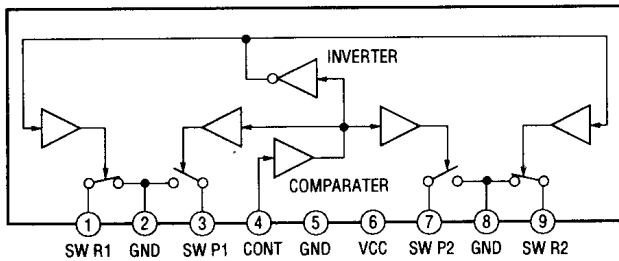 INVERTER
COMPARATER
1 2 3 4 5 6 7 8 9
SW R1 GND SW P1 CONT GND VCC SW P2 GND SW R2